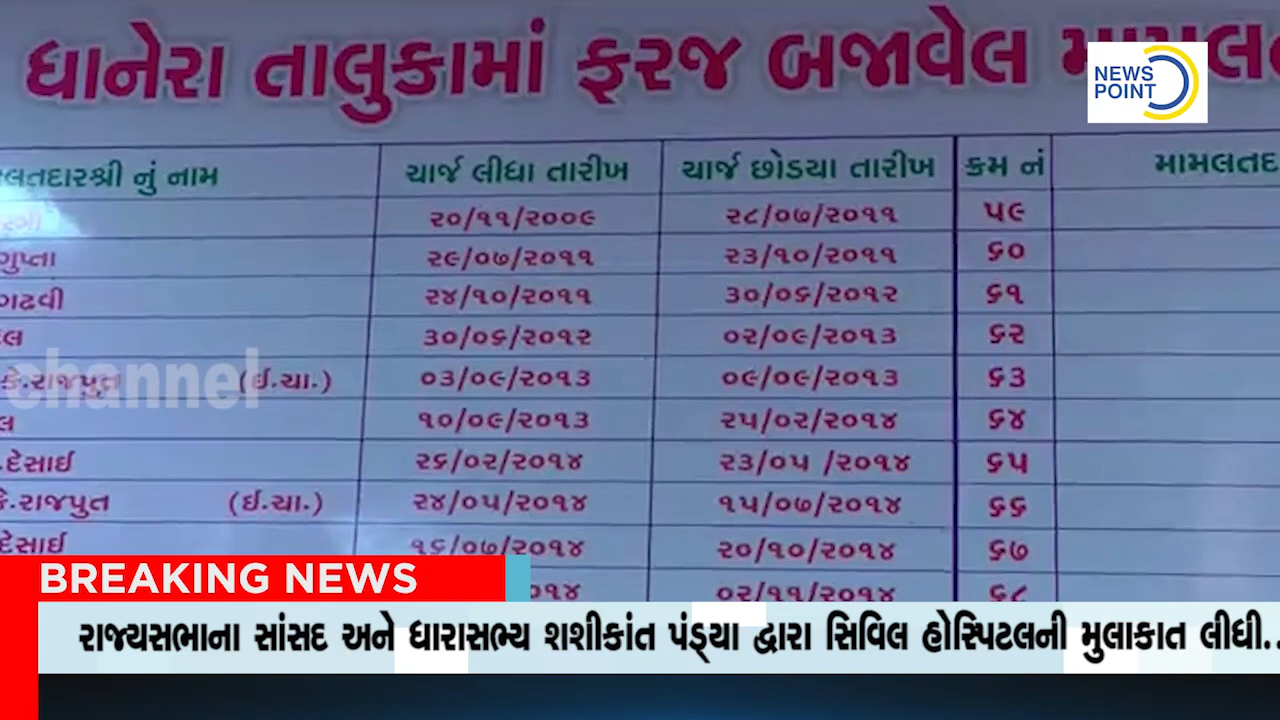 ધાનેરા તાલુકામાં ફરજ બજાવેલ
NEWS
POINT
લતદારશ્રી નું નામ ચાર્જ લીધા તારીખ ચાર્જ છોડયા તારીખ ક્રમ નં મામલતદા
૨૦/૧૧/૨૦૦૯ ૨૮/૦૭/૨૦૧૧ ૫૯
ગુપ્તા ૨૯/૦૭/૨૦૧૧ ૨૩/૧૦/૨૦૧૧ ૬૦
ગઢવી ૨૪/૧૦/૨૦૧૧ ૩૦/૦૬/૨૦૧૨ ૬૧
લ ૩૦/૦૬/૨૦૧૨ ૦૨/૦૯/૨૦૧૩ ૬૨
કે.રાજપુત (ઈ.ચા.) ૦૩/૦૯/૨૦૧૩ ૦૯/૦૯/૨૦૧૩ ૬૩
channel
લ ૧૦/૦૯/૨૦૧૩ ૨૫/૦૨/૨૦૧૪ ૬૪
.દેસાઈ ૨૬/૦૨/૨૦૧૪ ૨૩/૦૫ /૨૦૧૪ ૬૫
કે.રાજપુત (ઈ.ચા.) ૨૪/૦૫/૨૦૧૪ ૧૫/૦૭/૨૦૧૪ ૬૬
દેસાઈ ૧૬/૦૭/૨૦૧૪ ૨૦/૧૦/૨૦૧૪ ૬૭
૦૧૪ ૦૨/૧૧/૨૦૧૪ ૬૮
BREAKING NEWS
રાજ્યસભાના સાંસદ અને ધારાસભ્ય શશીકાંત પંડ્યા દ્વારા સિવિલ હોસ્પિટલની મુલાકાત લીધી..